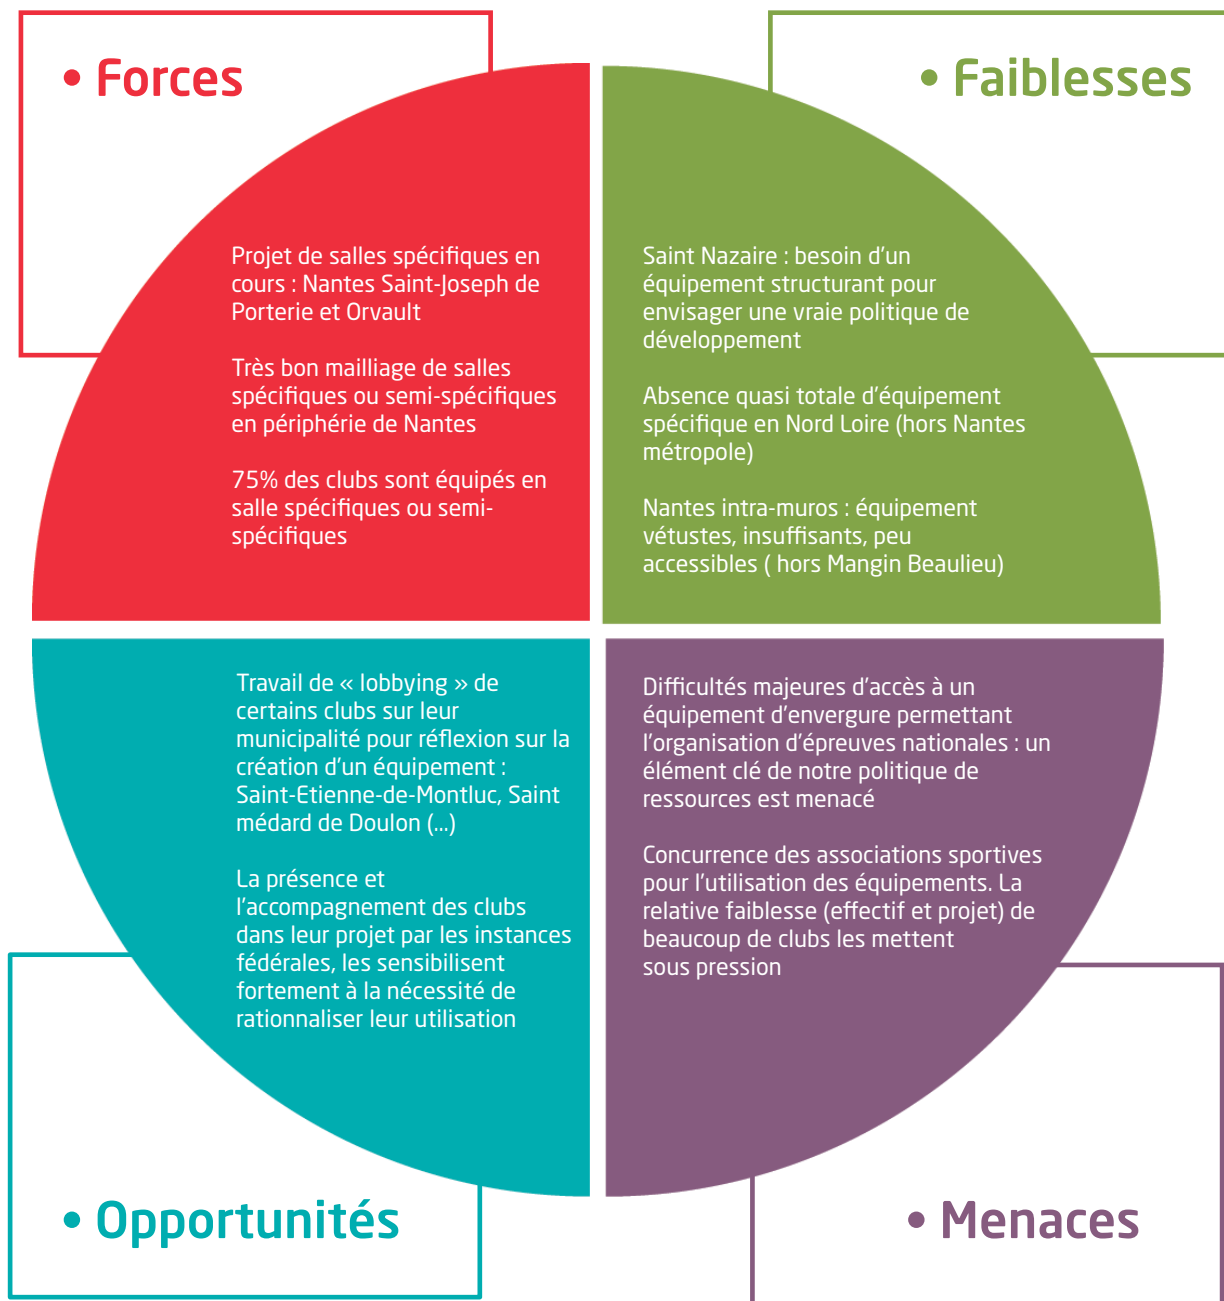 • Forces
Projet de salles spécifiques en
cours : Nantes Saint-Joseph de
Porterie et Orvault
Très bon mailliage de salles
spécifiques ou semi-spécifiques
en périphérie de Nantes
75% des clubs sont équipés en
salle spécifiques ou semi-
spécifiques
• Faiblesses
Saint Nazaire : besoin d'un
équipement structurant pour
envisager une vraie politique de
développement
Absence quasi totale d'équipement
spécifique en Nord Loire (hors Nantes
métropole)
Nantes intra-muros : équipement
vétustes, insuffisants, peu
accessibles ( hors Mangin Beaulieu)
Travail de « lobbying » de
certains clubs sur leur
municipalité pour réflexion sur la
création d'un équipement :
Saint-Etienne-de-Montluc, Saint
médard de Doulon (...)
La présence et
l'accompagnement des clubs
dans leur projet par les instances
fédérales, les sensibilisent
fortement à la nécessité de
rationnaliser leur utilisation
• Opportunités
Difficultés majeures d'accès à un
équipement d'envergure permettant
l'organisation d'épreuves nationales : un
élément clé de notre politique de
ressources est menacé
Concurrence des associations sportives
pour l'utilisation des équipements. La
relative faiblesse (effectif et projet) de
beaucoup de clubs les mettent
sous pression
• Menaces